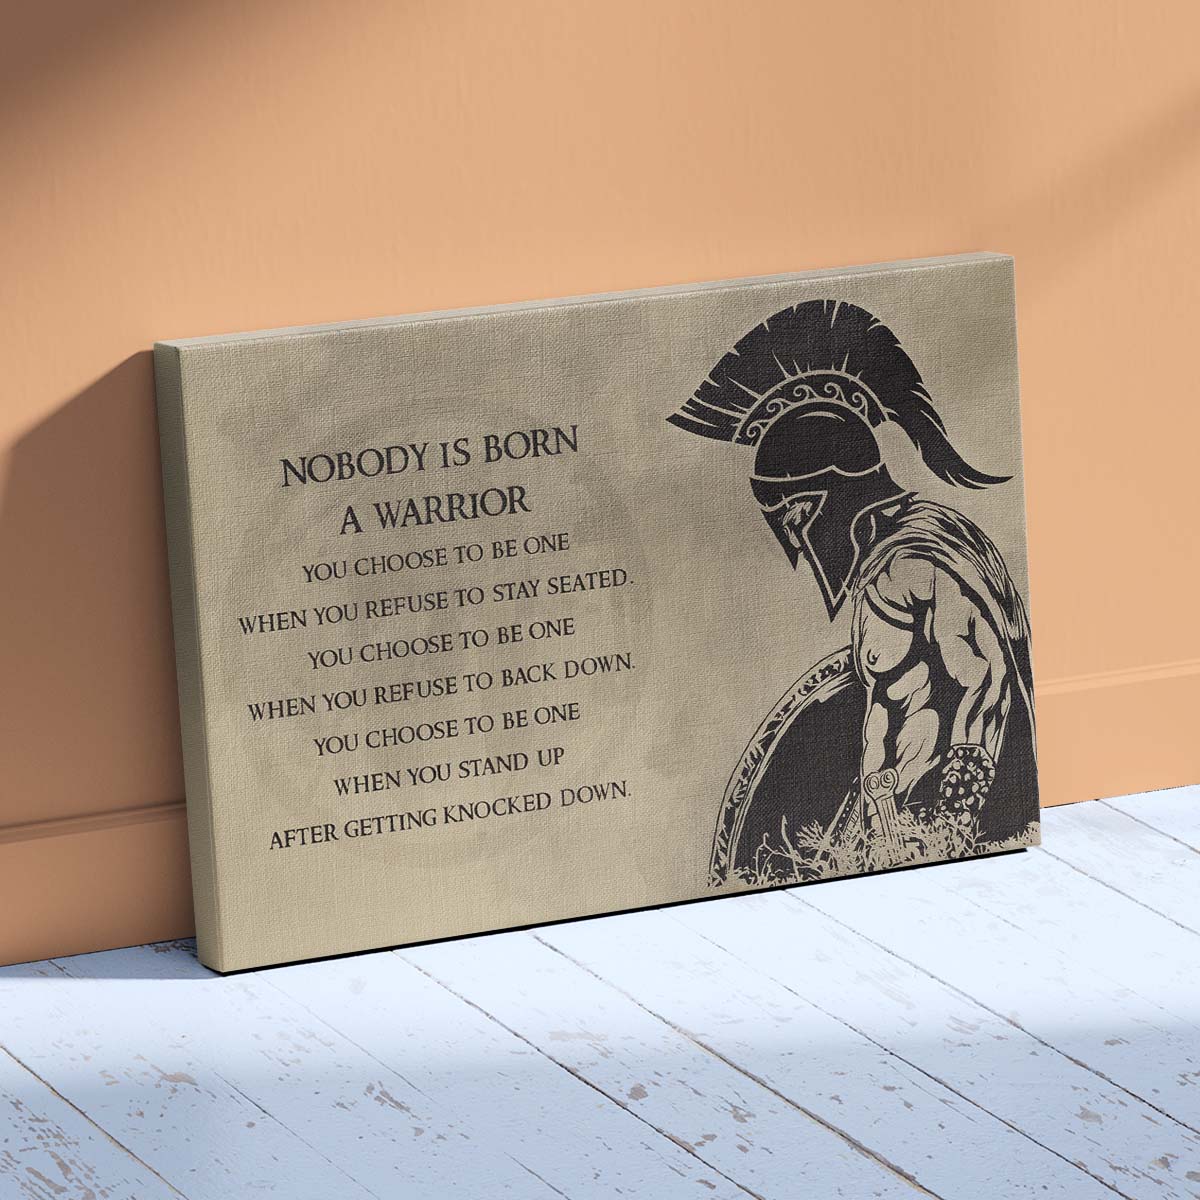 NOBODY IS BORN
A WARRIOR
YOU CHOOSE TO BE ONE
WHEN YOU REFUSE TO STAY SEATED.
YOU CHOOSE TO BE ONE
WHEN YOU REFUSE TO BACK DOWN.
YOU CHOOSE TO BE ONE
WHEN YOU STAND UP
AFTER GETTING KNOCKED DOWN.